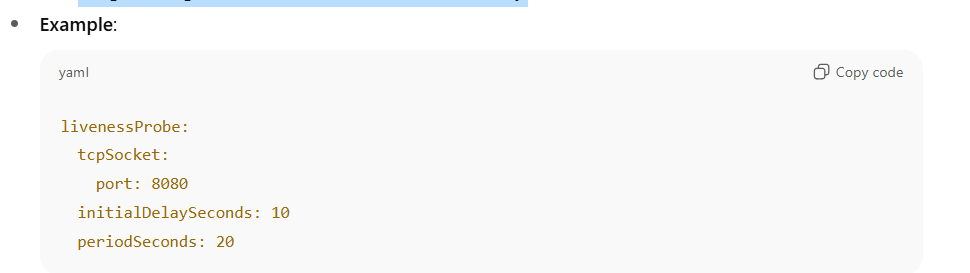 Example:
yaml
Copy code
livenessProbe:
  tcpSocket:
    port: 8080
  initialDelaySeconds: 10
  periodSeconds: 20